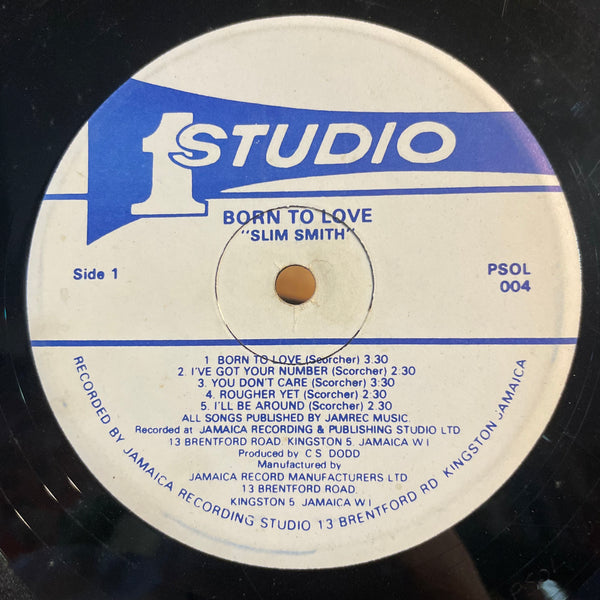 1 STUDIO
BORN TO LOVE
"SLIM SMITH"
Side 1
PSOL
004
1 BORN TO LOVE (Scorcher) 3:30
2. I'VE GOT YOUR NUMBER (Scorcher) 2:30
3. YOU DON'T CARE (Scorcher) 2:30
4. ROUGHER YET (Scorcher) 2:30
5. I'LL BE AROUND (Scorcher) 2:30
ALL SONGS PUBLISHED BY JAMREC MUSIC.
Recorded at JAMAICA RECORDING & PUBLISHING STUDIO LTD
13 BRENTFORD ROAD, KINGSTON 5. JAMAICA W I
Produced by C S DODD
Manufactured by
JAMAICA RECORD MANUFACTURERS LTD
13 BRENTFORD ROAD.
KINGSTON 5. JAMAICA W I
RECORDED BY JAMAICA RECORDING STUDIO 13 BRENTFORD RD KINGSTON JAMAICA